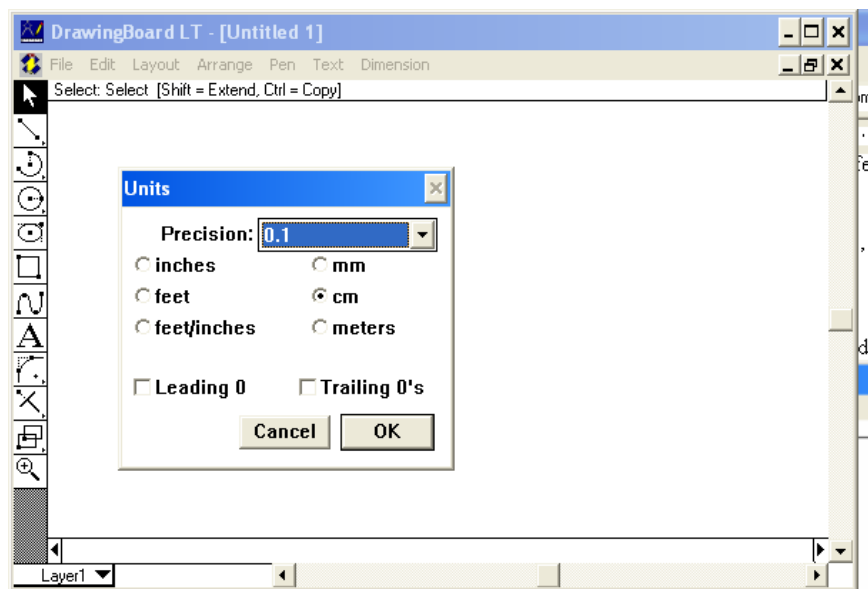 DrawingBoard LT - [Untitled 1]
File Edit Layout Arrange Pen Text Dimension
Select: Select [Shift = Extend, Ctrl = Copy]
Units
Precision: 0.1
inches mm
feet cm
feet/inches meters
Leading 0 Trailing 0's
Cancel OK
A
Layer1